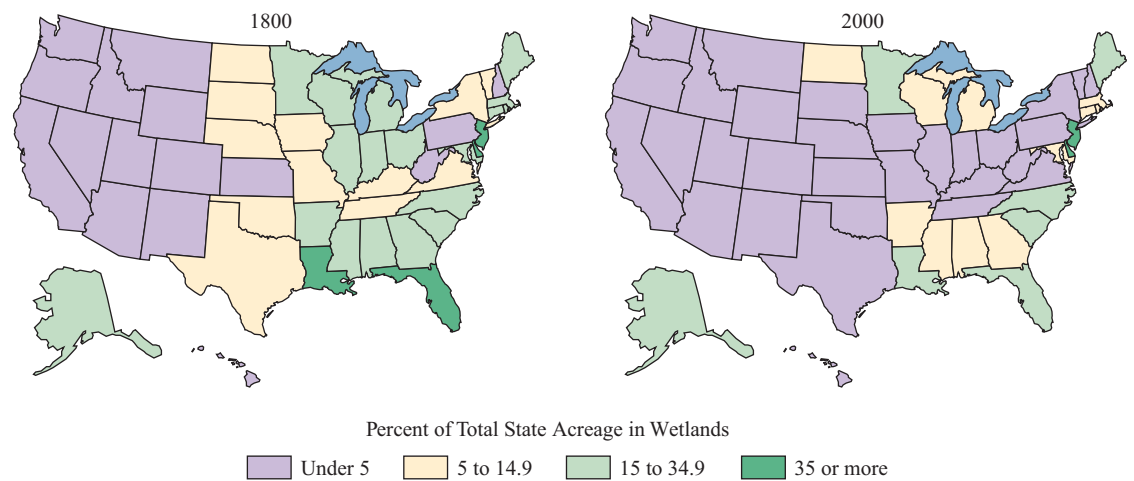 1800
2000
Percent of Total State Acreage in Wetlands
Under 5
5 to 14.9
15 to 34.9
35 or more